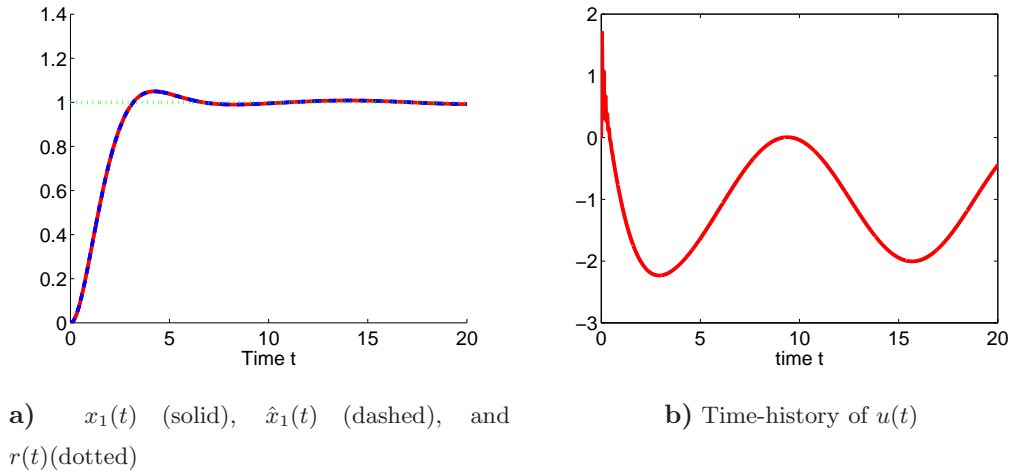 1.4
1.2
1
0.8
0.6
0.4
0.2
0
0 5 10 15 20
Time t
2
1
0
−1
−2
−3
0 5 10 15 20
time t
a) x₁(t) (solid), x̂₁(t) (dashed), and
r(t)(dotted)
b) Time-history of u(t)